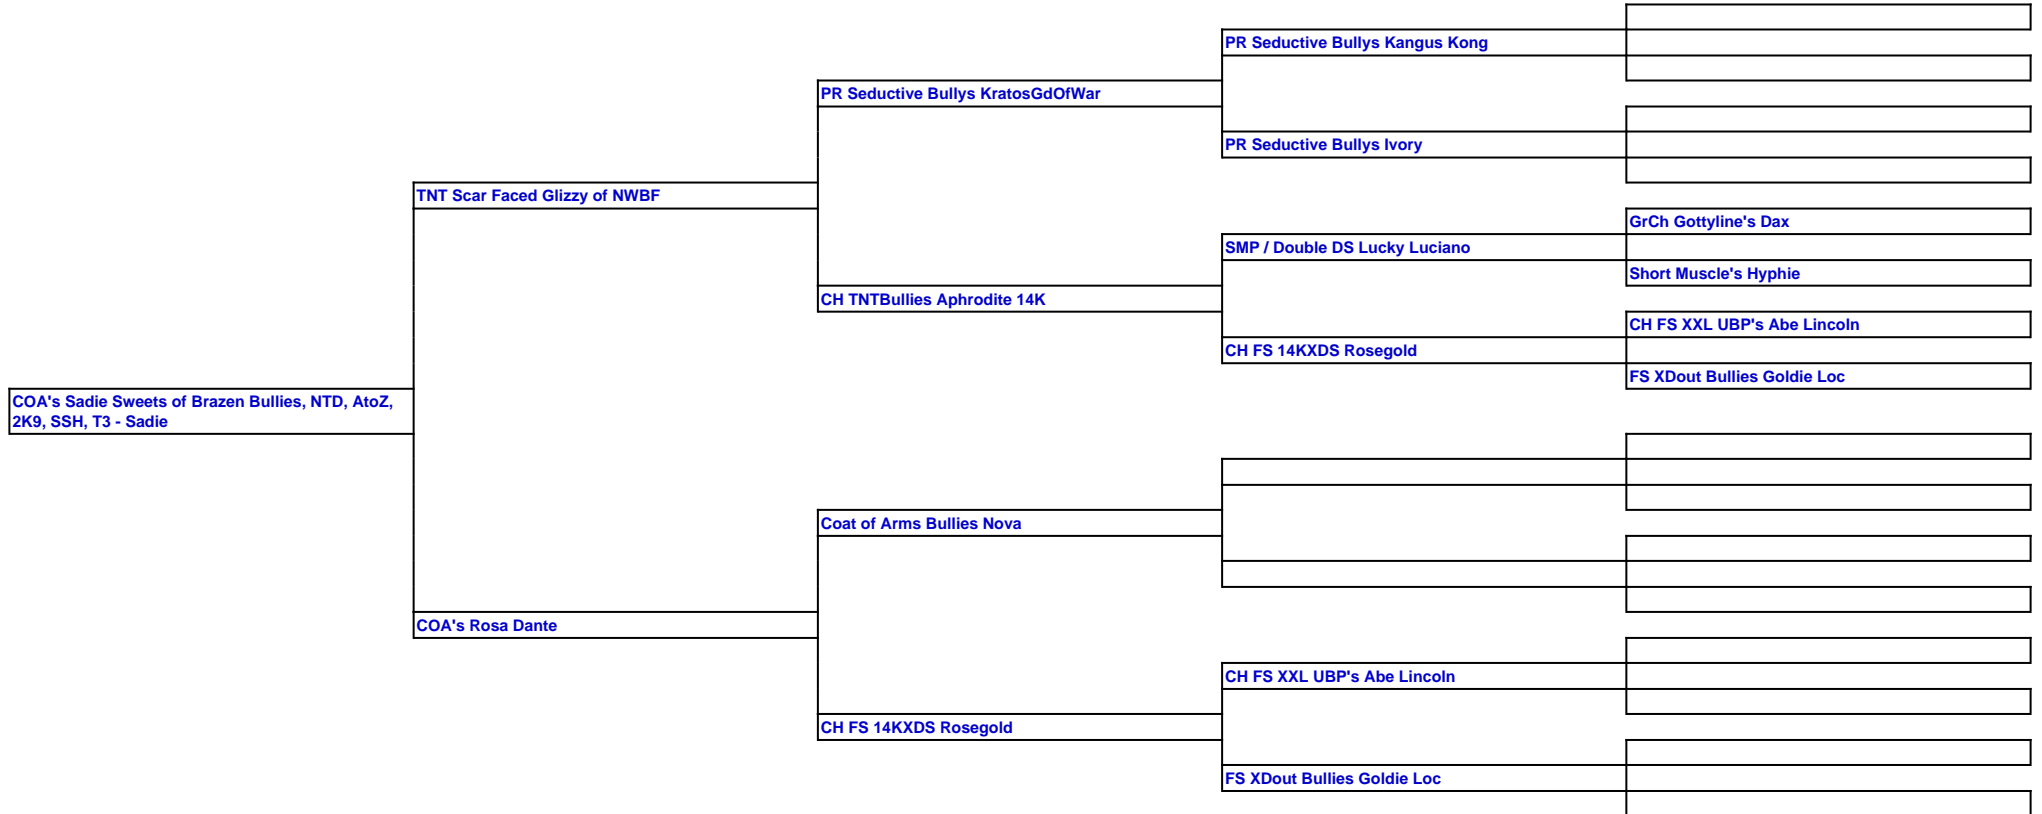 PR Seductive Bullys Kangus Kong
PR Seductive Bullys KratosGdOfWar
PR Seductive Bullys Ivory
TNT Scar Faced Glizzy of NWBF
GrCh Gottyline's Dax
SMP / Double DS Lucky Luciano
Short Muscle's Hyphie
CH TNTBullies Aphrodite 14K
CH FS XXL UBP's Abe Lincoln
CH FS 14KXDS Rosegold
FS XDout Bullies Goldie Loc
COA's Sadie Sweets of Brazen Bullies, NTD, AtoZ,
2K9, SSH, T3 - Sadie
Coat of Arms Bullies Nova
COA's Rosa Dante
CH FS XXL UBP's Abe Lincoln
CH FS 14KXDS Rosegold
FS XDout Bullies Goldie Loc